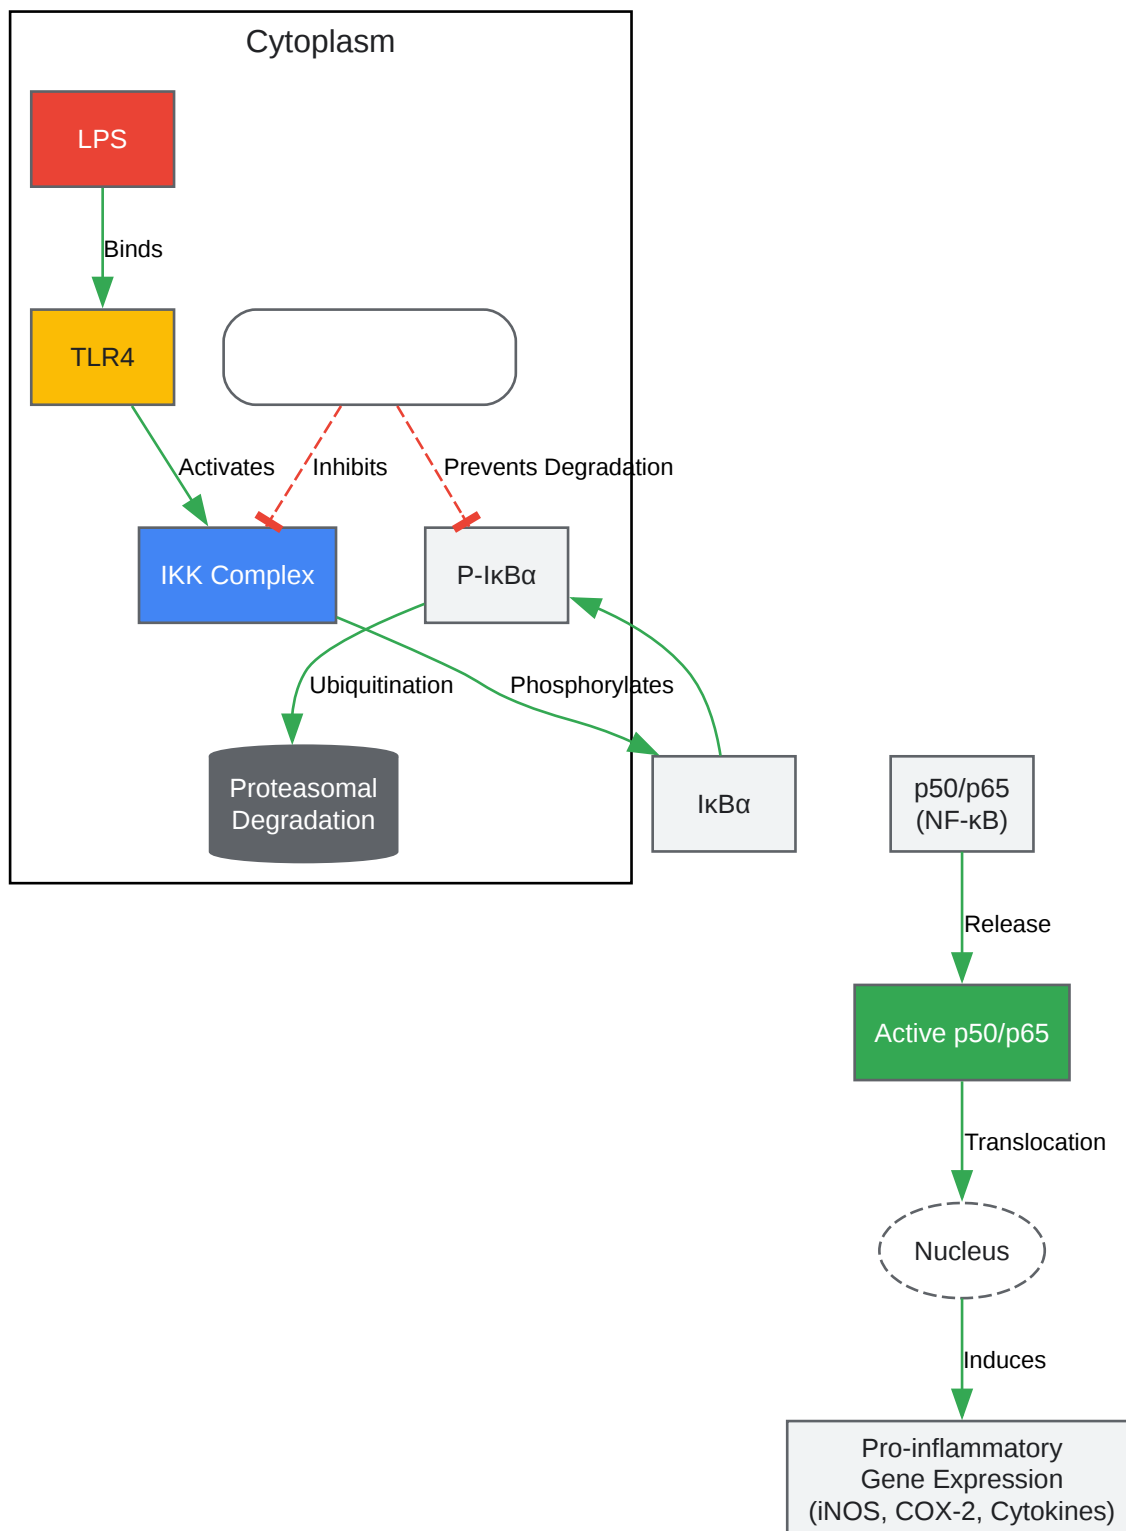 Cytoplasm
LPS
Binds
TLR4
Activates
Inhibits
Prevents Degradation
IKK Complex
P-IκBα
Ubiquitination
Phosphorylates
Proteasomal
Degradation
IκBα
p50/p65
(NF-κB)
Release
Active p50/p65
Translocation
Nucleus
Induces
Pro-inflammatory
Gene Expression
(iNOS, COX-2, Cytokines)